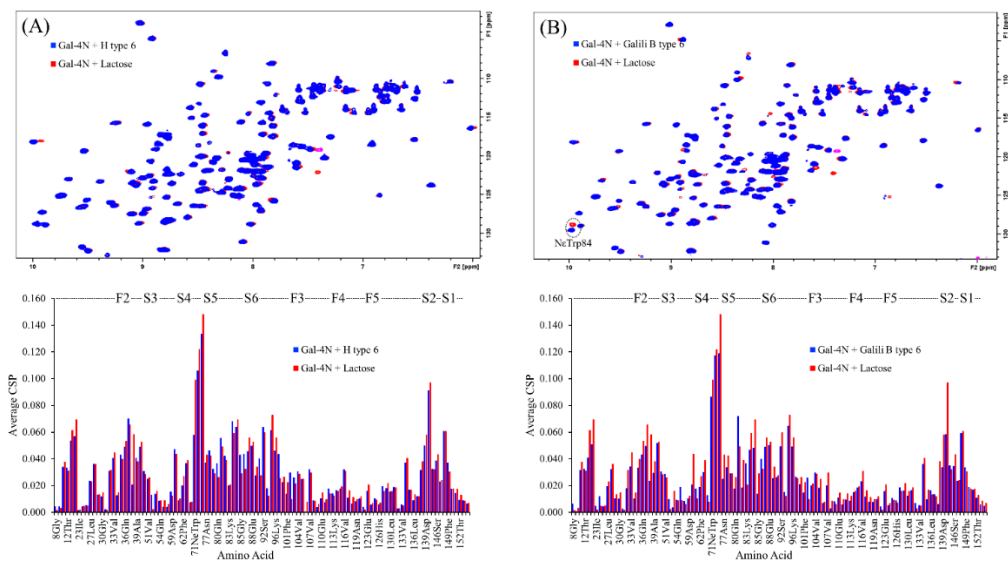 (A)
Gal-4N + H type 6
Gal-4N + Lactose
F1 [ppm]
110
115
120
125
130
10
9
8
7
F2 [ppm]
(B)
Gal-4N + Galili B type 6
Gal-4N + Lactose
F1 [ppm]
110
115
120
125
130
NεTrp84
10
9
8
7
F2 [ppm]
F2 S3 S4 S5 S6 F3 F4 F5 S2 S1
Gal-4N + H type 6
Gal-4N + Lactose
Average CSP
0.160
0.140
0.120
0.100
0.080
0.060
0.040
0.020
0.000
8Gly
12Thr
23Ile
27Leu
30Gly
33Val
36Gln
39Ala
51Val
54Gln
59Asp
62Phe
71NeTrp
77Asn
80Gln
83Lys
85Gly
88Glu
92Ser
96Lys
101Phe
104Val
107Val
110Gly
113Lys
116Val
119Asn
123Glu
126His
130Leu
133Val
136Leu
139Asp
146Ser
149Phe
152Thr
Amino Acid
F2 S3 S4 S5 S6 F3 F4 F5 S2 S1
Gal-4N + Galili B type 6
Gal-4N + Lactose
Average CSP
0.160
0.140
0.120
0.100
0.080
0.060
0.040
0.020
0.000
8Gly
12Thr
23Ile
27Leu
30Gly
33Val
36Gln
39Ala
51Val
54Gln
59Asp
62Phe
71NeTrp
77Asn
80Gln
83Lys
85Gly
88Glu
92Ser
96Lys
101Phe
104Val
107Val
110Gly
113Lys
116Val
119Asn
123Glu
126His
130Leu
133Val
136Leu
139Asp
146Ser
149Phe
152Thr
Amino Acid